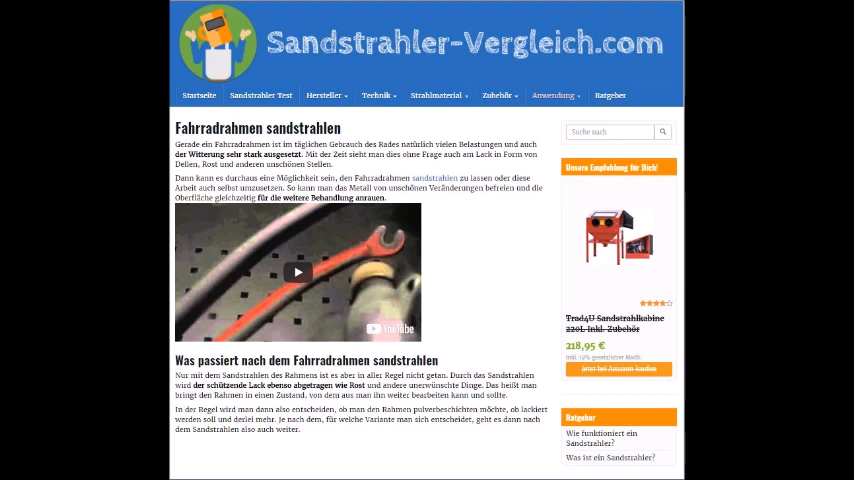 Sandstrahler-Vergleich.com
Startseite Sandstrahler Test Hersteller Technik Strahlmaterial Zubehör Anwendung Ratgeber
Fahrradrahmen sandstrahlen
Gerade ein Fahrradrahmen ist im täglichen Gebrauch des Rades natürlich vielen Belastungen und auch
der Witterung sehr stark ausgesetzt. Mit der Zeit sieht man dies ohne Frage auch am Lack in Form von
Dellen, Rost und anderen unschönen Stellen.
Dann kann es durchaus eine Möglichkeit sein, den Fahrradrahmen sandstrahlen zu lassen oder diese
Arbeit auch selbst umzusetzen. So kann man das Metall von unschönen Veränderungen befreien und die
Oberfläche gleichzeitig für die weitere Behandlung anrauen.
YouTube
Was passiert nach dem Fahrradrahmen sandstrahlen
Nur mit dem Sandstrahlen des Rahmens ist es aber in aller Regel nicht getan. Durch das Sandstrahlen
wird der schützende Lack ebenso abgetragen wie Rost und andere unerwünschte Dinge. Das heißt man
bringt den Rahmen in einen Zustand, von dem aus man ihn weiter bearbeiten kann und sollte.
In der Regel wird man dann also entscheiden, ob man den Rahmen pulverbeschichten möchte, ob lackiert
werden soll und derlei mehr. Je nach dem, für welche Variante man sich entscheidet, geht es dann nach
dem Sandstrahlen also auch weiter.
Suche nach
Unsere Empfehlung für Dich!
Trad4U Sandstrahlkabine
220L Inkl. Zubehör
218,95 €
inkl. 19% gesetzlicher MwSt.
Jetzt bei Amazon kaufen
Ratgeber
Wie funktioniert ein
Sandstrahler?
Was ist ein Sandstrahler?